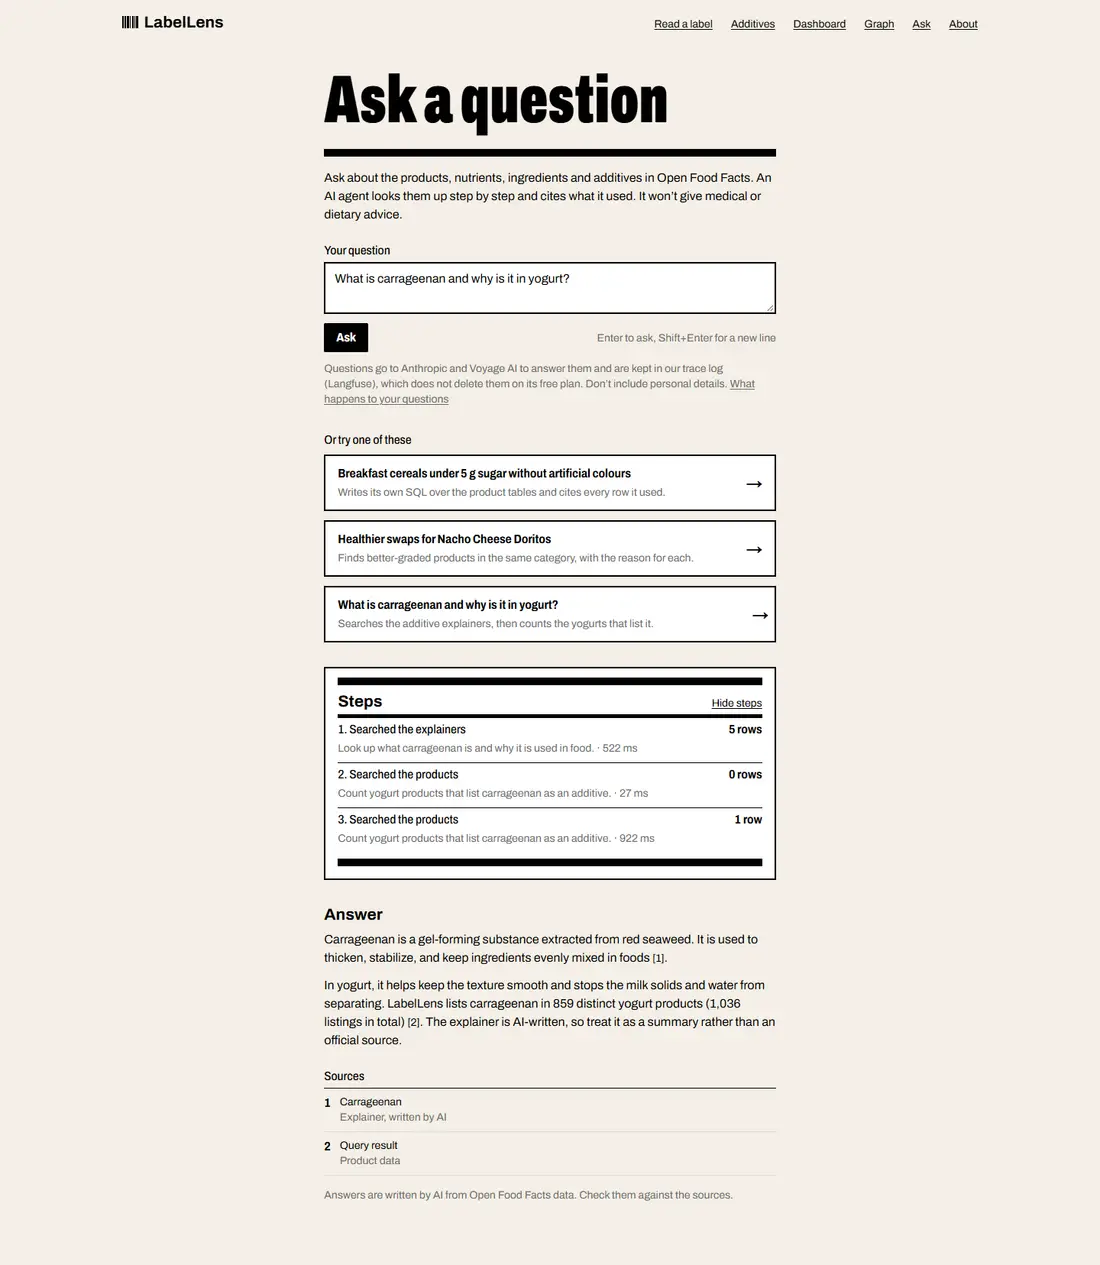 LabelLens
Read a label Additives Dashboard Graph Ask About
Ask a question
Ask about the products, nutrients, ingredients and additives in Open Food Facts. An
AI agent looks them up step by step and cites what it used. It won’t give medical or
dietary advice.
Your question
What is carrageenan and why is it in yogurt?
Ask
Enter to ask, Shift+Enter for a new line
Questions go to Anthropic and Voyage AI to answer them and are kept in our trace log
(Langfuse), which does not delete them on its free plan. Don’t include personal details. What
happens to your questions
Or try one of these
Breakfast cereals under 5 g sugar without artificial colours
Writes its own SQL over the product tables and cites every row it used.
→
Healthier swaps for Nacho Cheese Doritos
Finds better-graded products in the same category, with the reason for each.
→
What is carrageenan and why is it in yogurt?
Searches the additive explainers, then counts the yogurts that list it.
→
Steps
Hide steps
1. Searched the explainers 5 rows
Look up what carrageenan is and why it is used in food. · 522 ms
2. Searched the products 0 rows
Count yogurt products that list carrageenan as an additive. · 27 ms
3. Searched the products 1 row
Count yogurt products that list carrageenan as an additive. · 922 ms
Answer
Carrageenan is a gel-forming substance extracted from red seaweed. It is used to
thicken, stabilize, and keep ingredients evenly mixed in foods [1].
In yogurt, it helps keep the texture smooth and stops the milk solids and water from
separating. LabelLens lists carrageenan in 859 distinct yogurt products (1,036
listings in total) [2]. The explainer is AI-written, so treat it as a summary rather than an
official source.
Sources
1 Carrageenan
Explainer, written by AI
2 Query result
Product data
Answers are written by AI from Open Food Facts data. Check them against the sources.